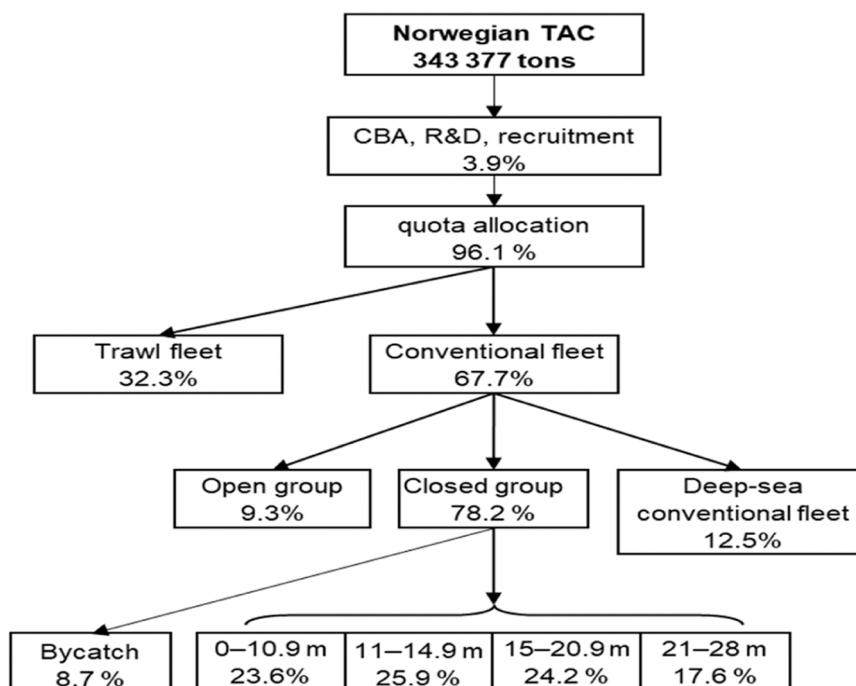 Norwegian TAC
343 377 tons
CBA, R&D, recruitment
3.9%
quota allocation
96.1 %
Trawl fleet
32.3%
Conventional fleet
67.7%
Open group
9.3%
Closed group
78.2 %
Deep-sea
conventional fleet
12.5%
Bycatch
8.7 %
0–10.9 m
23.6%
11–14.9 m
25.9 %
15–20.9 m
24.2 %
21–28 m
17.6 %